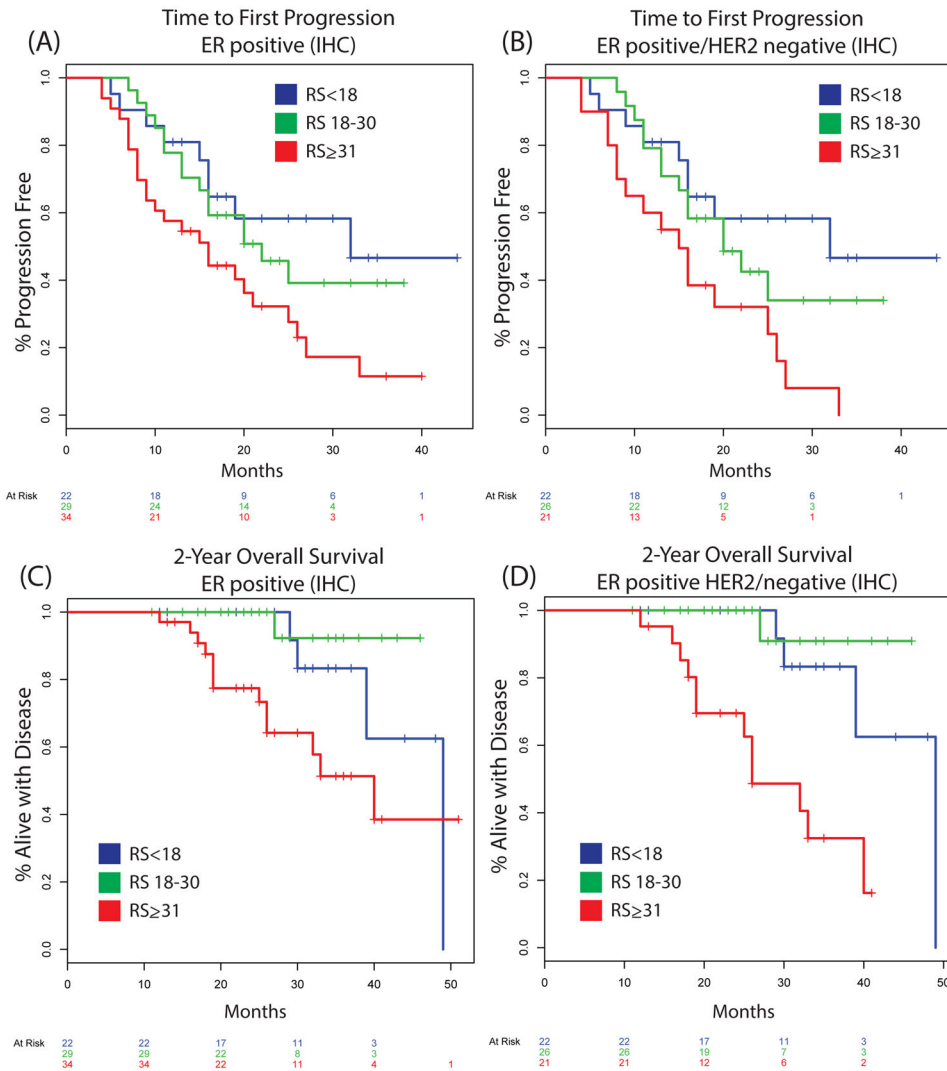 (A)
Time to First Progression
ER positive (IHC)
% Progression Free
1.0
0.8
0.6
0.4
0.2
0.0
RS<18
RS 18-30
RS≥31
0 10 20 30 40
Months
At Risk 22 18 9 6 1
29 24 14 4
34 21 10 3 1
(B)
Time to First Progression
ER positive/HER2 negative (IHC)
% Progression Free
1.0
0.8
0.6
0.4
0.2
0.0
RS<18
RS 18-30
RS≥31
0 10 20 30 40
Months
At Risk 22 18 9 6 1
26 22 12 3
21 13 5 1
(C)
2-Year Overall Survival
ER positive (IHC)
% Alive with Disease
1.0
0.8
0.6
0.4
0.2
0.0
RS<18
RS 18-30
RS≥31
0 10 20 30 40 50
Months
At Risk 22 22 17 11 3
29 29 22 8 3
34 34 22 11 4 1
(D)
2-Year Overall Survival
ER positive HER2/negative (IHC)
% Alive with Disease
1.0
0.8
0.6
0.4
0.2
0.0
RS<18
RS 18-30
RS≥31
0 10 20 30 40 50
Months
At Risk 22 22 17 11 3
26 26 19 7 3
21 21 12 6 2